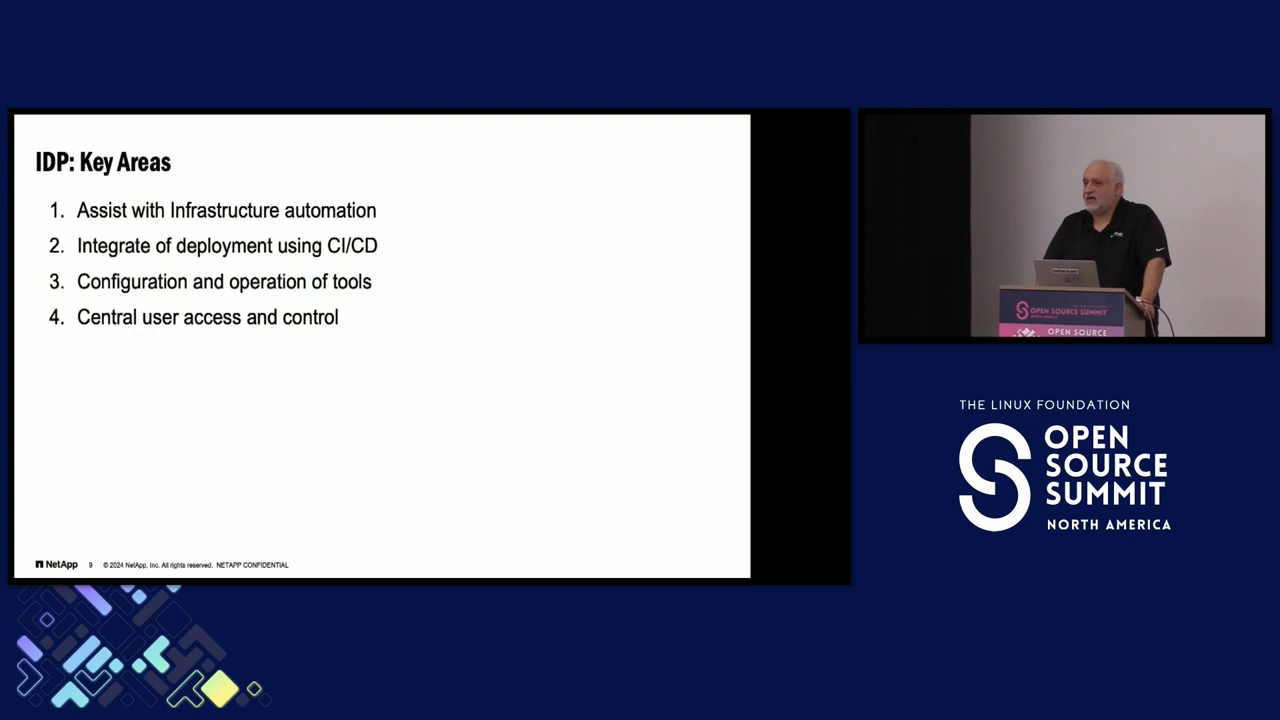 IDP: Key Areas
1. Assist with Infrastructure automation
2. Integrate of deployment using CI/CD
3. Configuration and operation of tools
4. Central user access and control
NetApp 9 © 2024 NetApp, Inc. All rights reserved. NETAPP CONFIDENTIAL
OPEN SOURCE SUMMIT
OPEN SOURCE
THE LINUX FOUNDATION
OPEN
SOURCE
SUMMIT
NORTH AMERICA